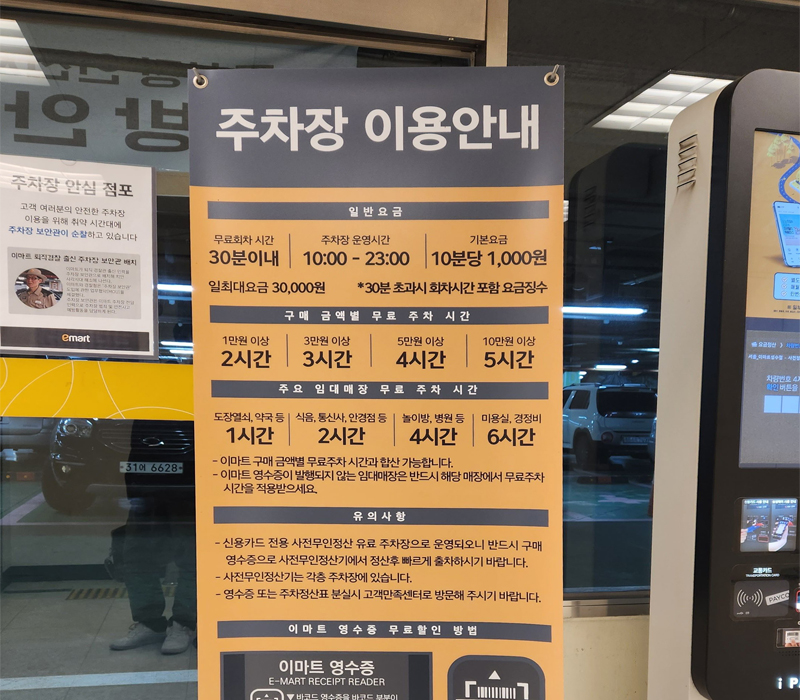 주차장 이용안내
일반요금
무료회차 시간
30분이내
주차장 운영시간
10:00 - 23:00
기본요금
10분당 1,000원
일최대요금 30,000원 *30분 초과시 회차시간 포함 요금징수
구매 금액별 무료 주차 시간
1만원 이상
2시간
3만원 이상
3시간
5만원 이상
4시간
10만원 이상
5시간
주요 임대매장 무료 주차 시간
도장열쇠, 약국 등
1시간
식음, 통신사, 안경점 등
2시간
놀이방, 병원 등
4시간
미용실, 경정비
6시간
- 이마트 구매 금액별 무료주차 시간과 합산 가능합니다.
- 이마트 영수증이 발행되지 않는 임대매장은 반드시 해당 매장에서 무료주차
시간을 적용받으세요.
유의사항
- 신용카드 전용 사전무인정산 유료 주차장으로 운영되오니 반드시 구매
영수증으로 사전무인정산기에서 정산후 빠르게 출차하시기 바랍니다.
- 사전무인정산기는 각층 주차장에 있습니다.
- 영수증 또는 주차정산표 분실시 고객만족센터로 방문해 주시기 바랍니다.
이마트 영수증 무료할인 방법
이마트 영수증
E-MART RECEIPT READER
▼바코드 영수증을 바코드 부분이
주차장 안심 점포
고객 여러분의 안전한 주차장
이용을 위해 취약 시간대에
주차장 보안관이 순찰하고 있습니다
이마트 퇴직경찰 출신 주차장 보안관 배치
emart
31어 6628
교통카드
TRANSPORTATION CARD
PAYCO